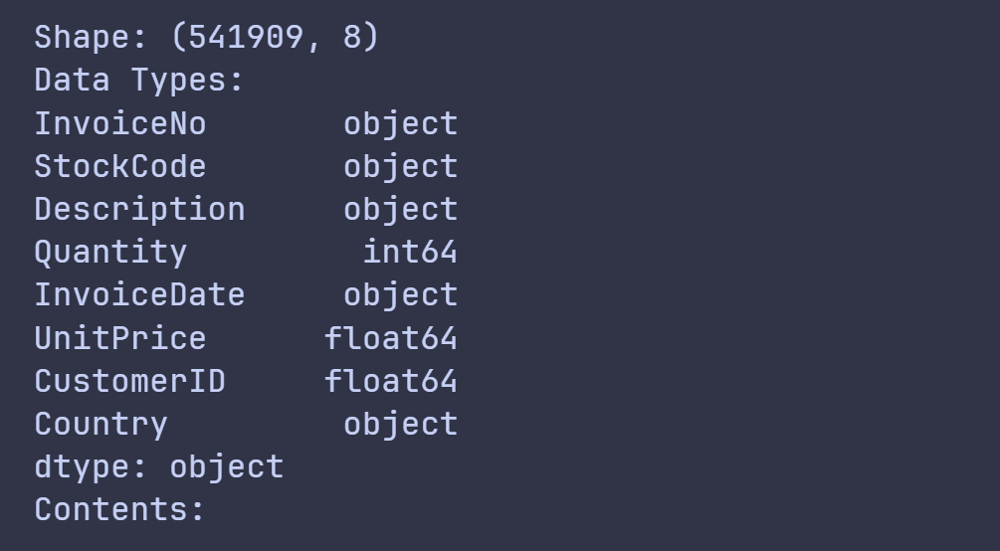 Shape: (541909, 8)
Data Types:
InvoiceNo       object
StockCode       object
Description     object
Quantity         int64
InvoiceDate     object
UnitPrice      float64
CustomerID     float64
Country         object
dtype: object
Contents: